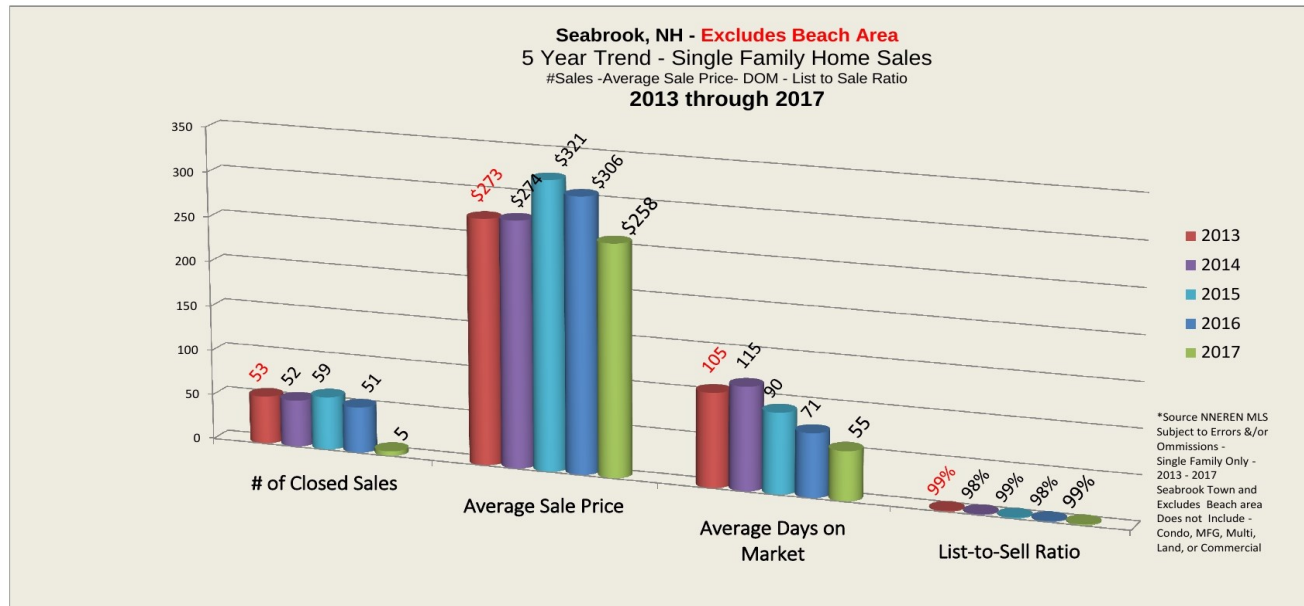 Seabrook, NH - Excludes Beach Area
5 Year Trend - Single Family Home Sales
#Sales -Average Sale Price- DOM - List to Sale Ratio
2013 through 2017
350
300
250
200
150
100
50
0
53
52
59
51
5
$273
$274
$321
$306
$258
105
115
90
71
55
99%
98%
99%
98%
99%
# of Closed Sales
Average Sale Price
Average Days on
Market
List-to-Sell Ratio
2013
2014
2015
2016
2017
*Source NNEREN MLS
Subject to Errors &/or
Ommissions -
Single Family Only -
2013 - 2017
Seabrook Town and
Excludes Beach area
Does not Include -
Condo, MFG, Multi,
Land, or Commercial